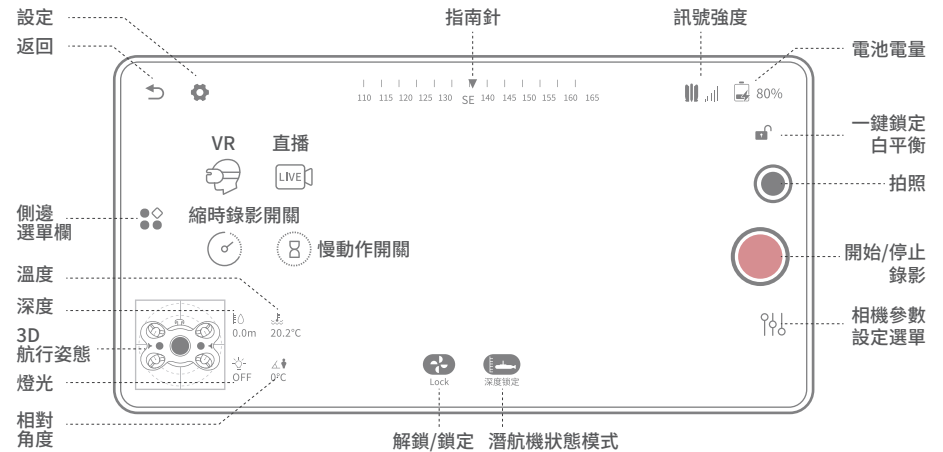 設定
指南針
訊號強度
返回
電池電量
110 115 120 125 130 SE 140 145 150 155 160 165
80%
一鍵鎖定
白平衡
VR
直播
LIVE
拍照
側邊
選單欄
縮時錄影開關
慢動作開關
開始/停止
錄影
溫度
深度
0.0m
20.2°C
3D
航行姿態
相機參數
設定選單
燈光
OFF
0°C
Lock
深度锁定
相對
角度
解鎖/鎖定
潛航機狀態模式